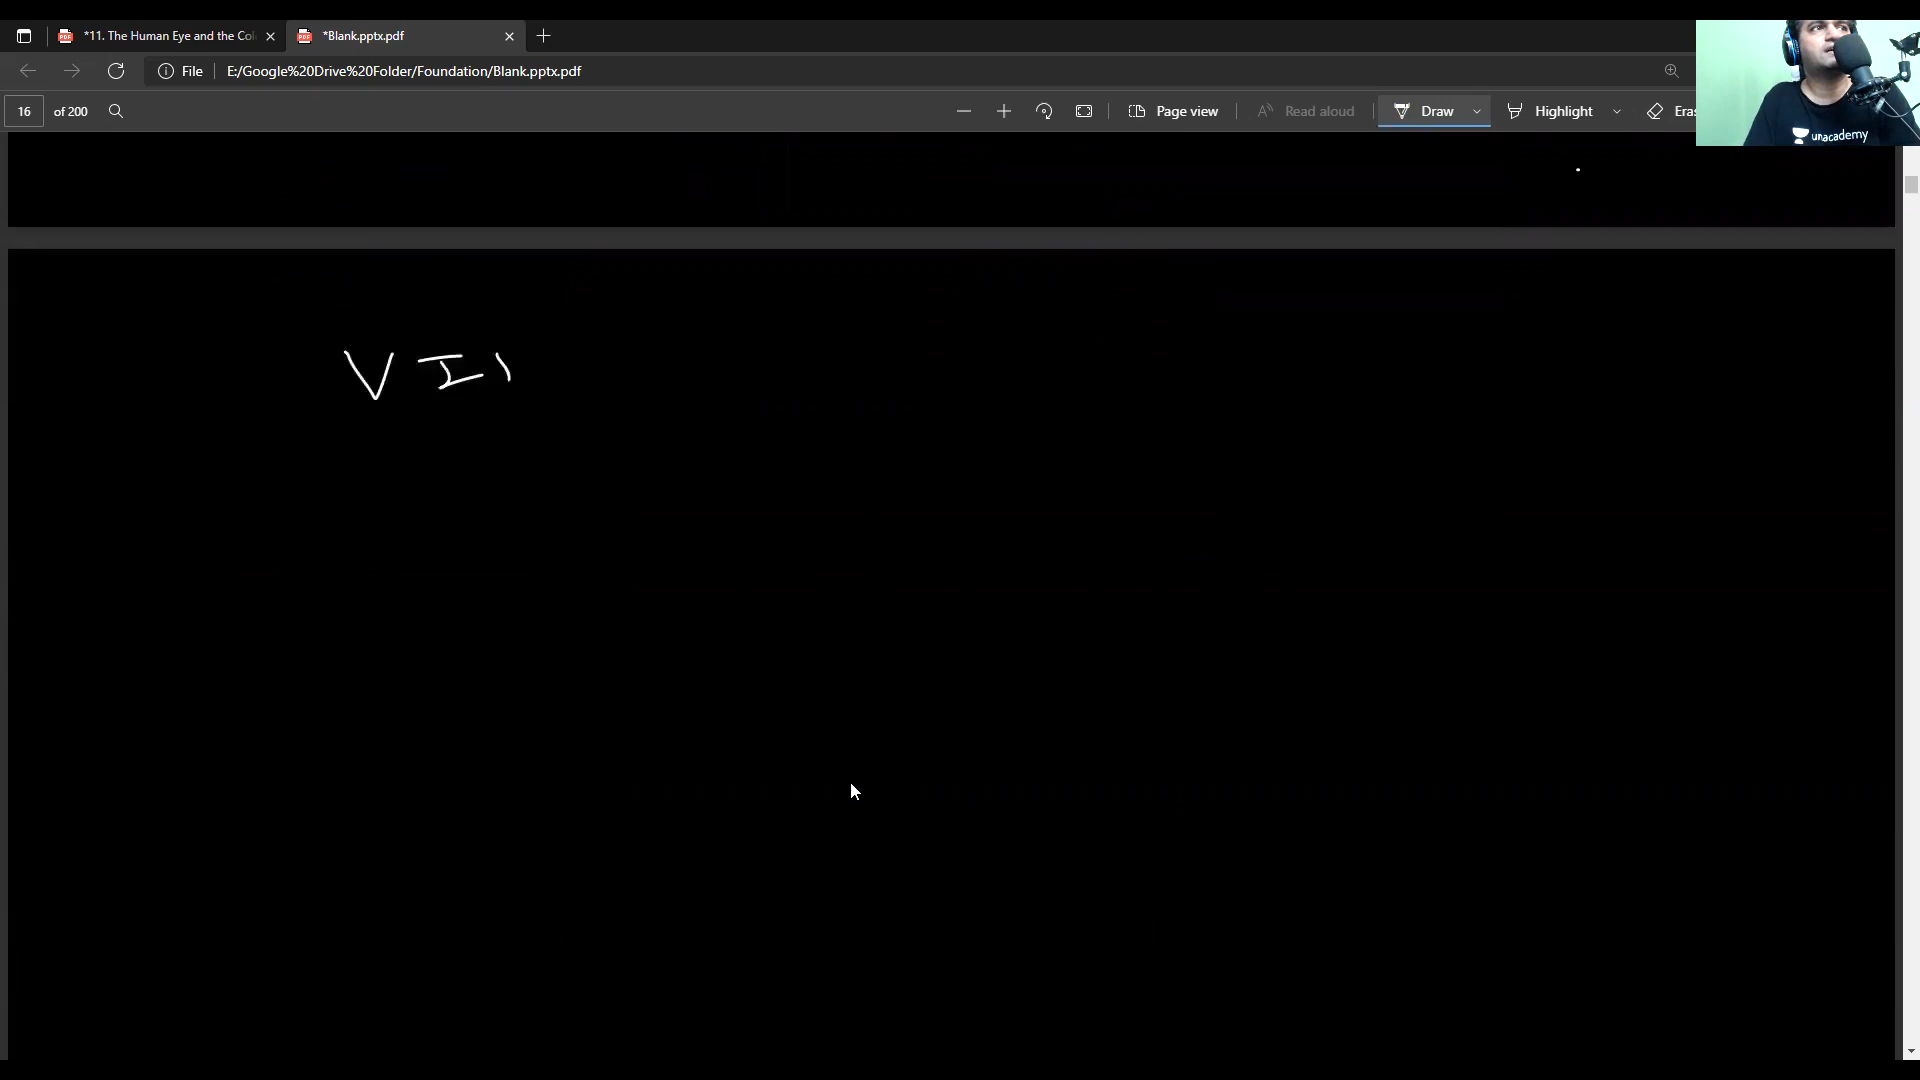 *11. The Human Eye and the Col
*Blank.pptx.pdf
File E:/Google%20Drive%20Folder/Foundation/Blank.pptx.pdf
16 of 200 Page view Read aloud Draw Highlight Eras
unacademy
V I